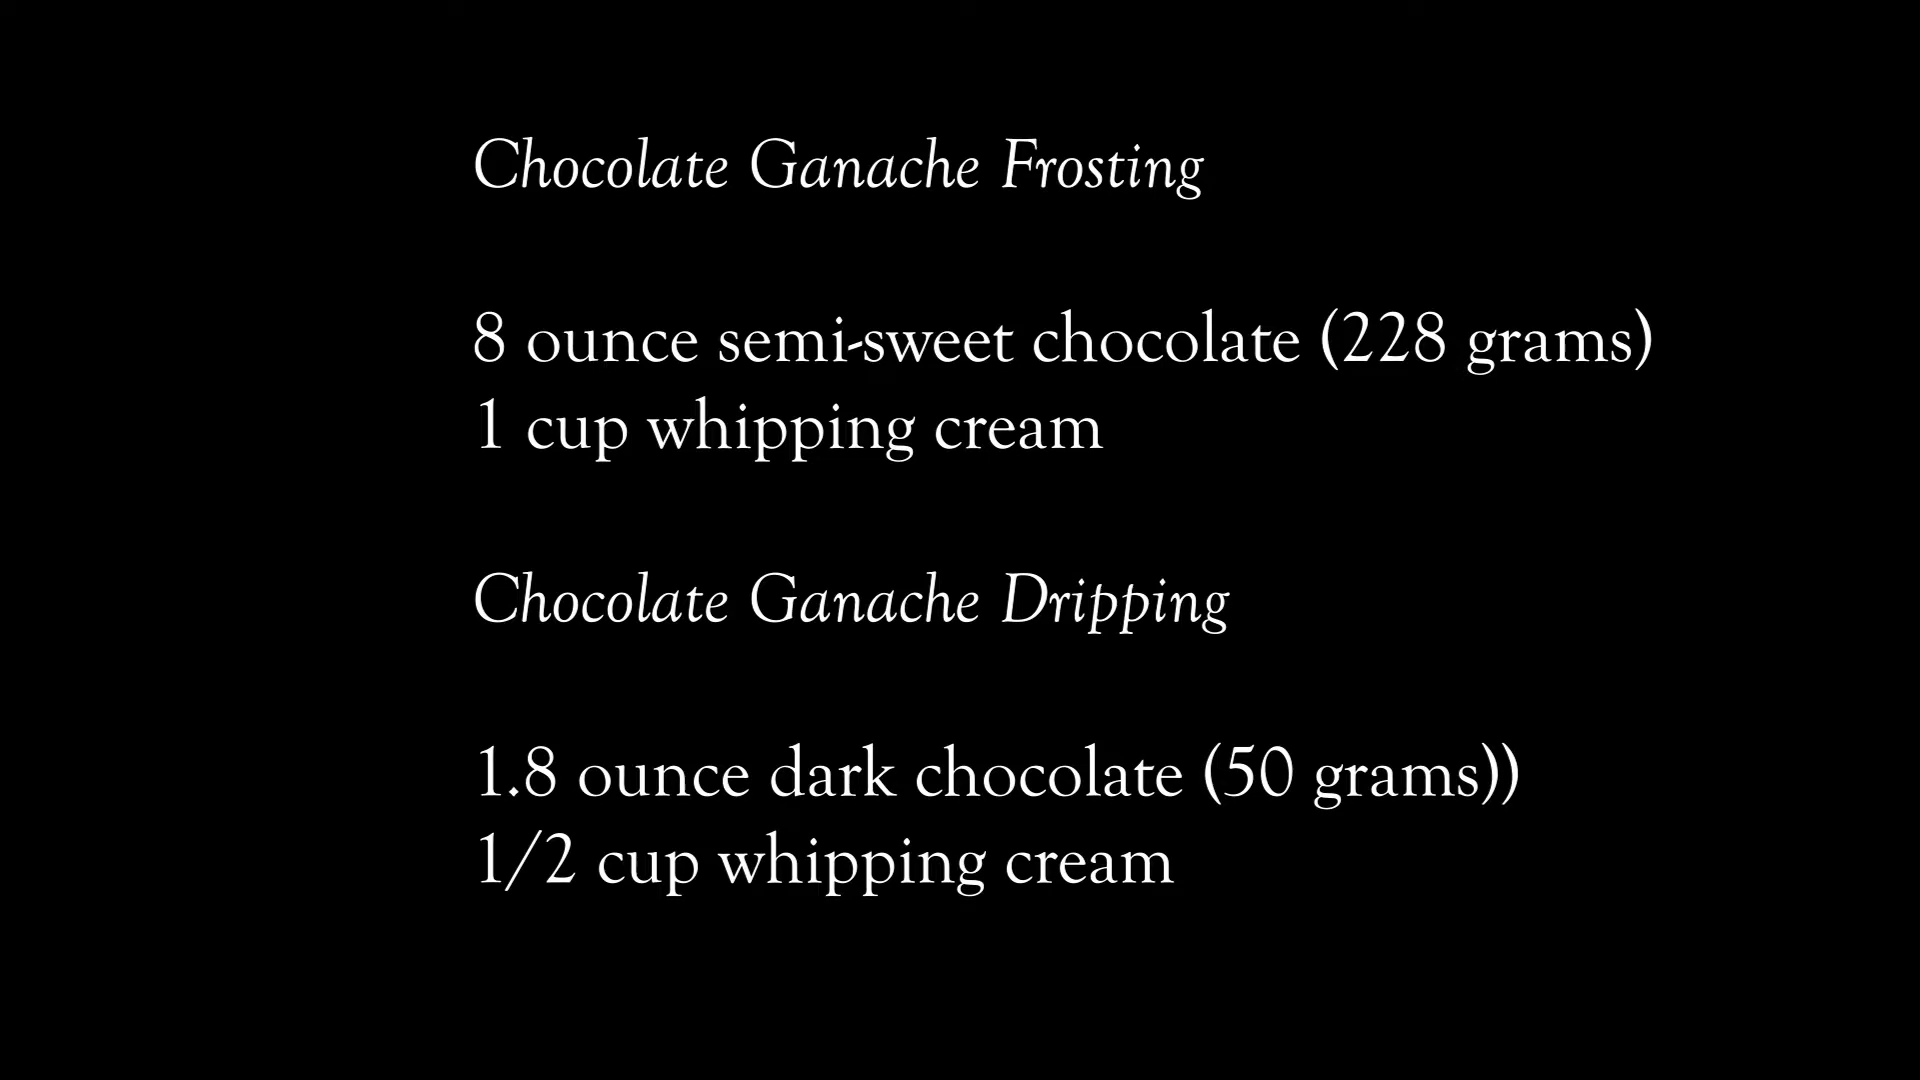 Chocolate Ganache Frosting
8 ounce semi-sweet chocolate (228 grams)
1 cup whipping cream
Chocolate Ganache Dripping
1.8 ounce dark chocolate (50 grams))
1/2 cup whipping cream